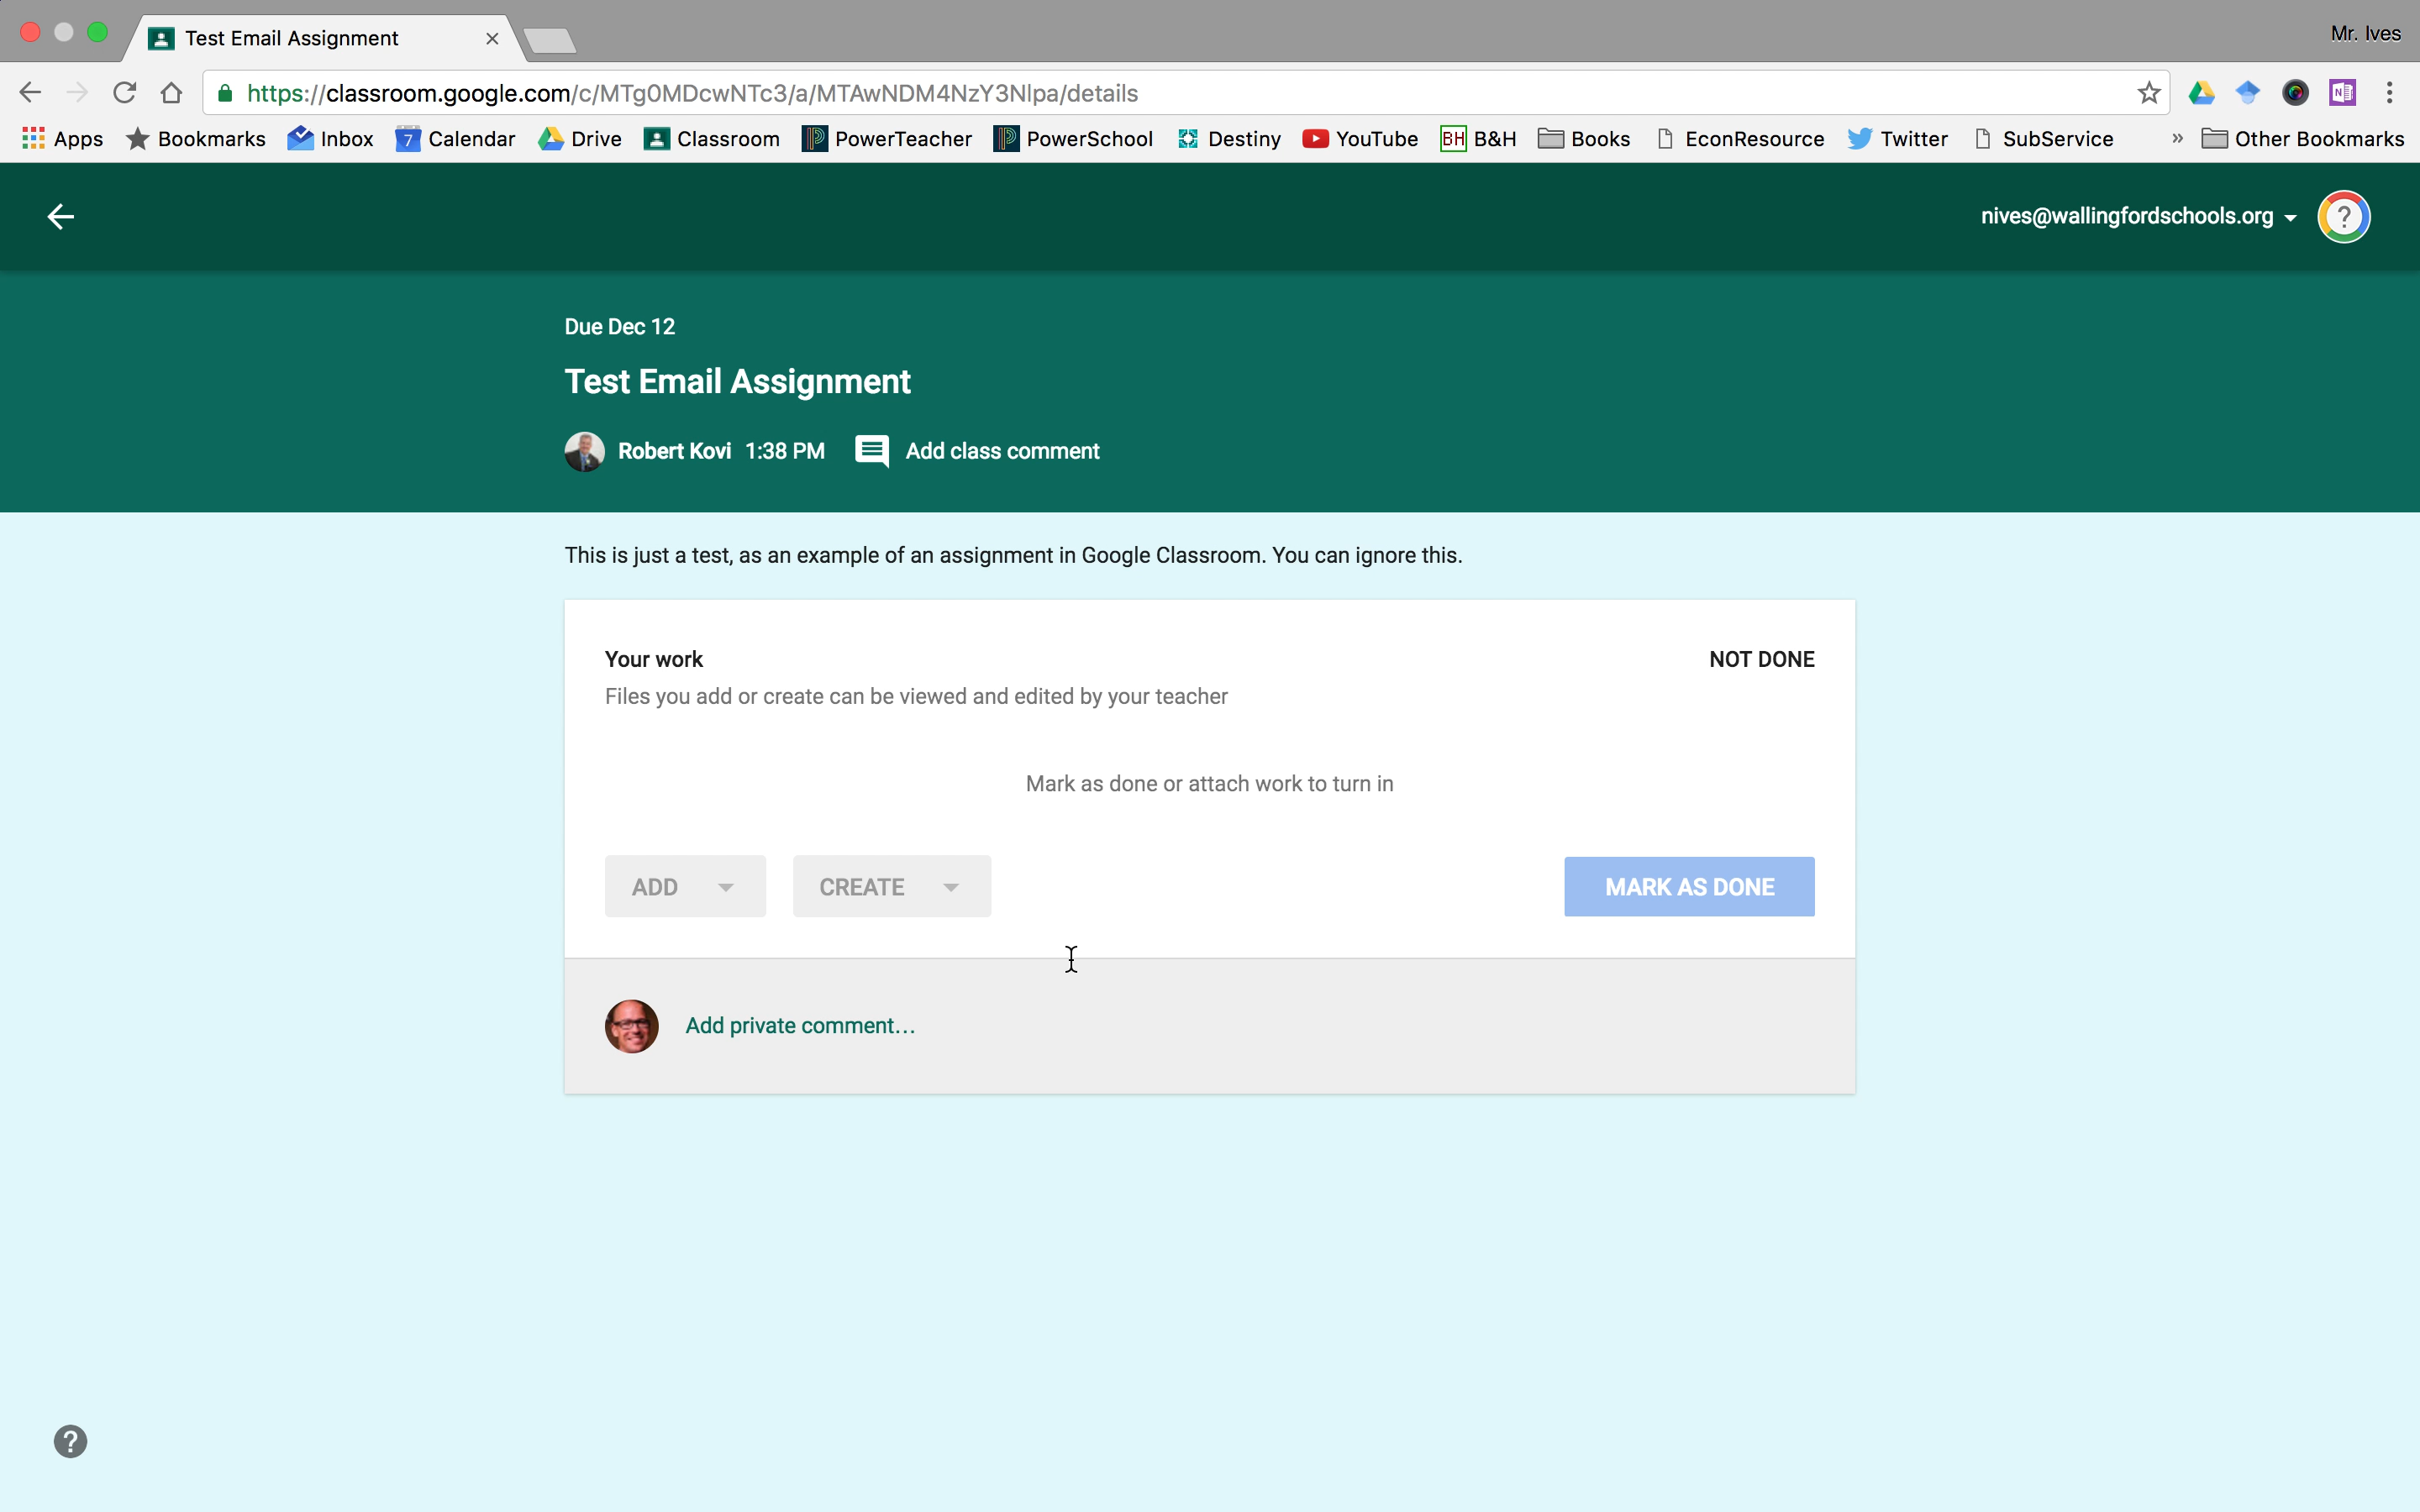 Test Email Assignment
Mr. Ives
https://classroom.google.com/c/MTg0MDcwNTc3/a/MTAwNDM4NzY3Nlpa/details
N
Apps Bookmarks Inbox 7 Calendar Drive Classroom PowerTeacher PowerSchool Destiny YouTube BH B&H Books EconResource Twitter SubService » Other Bookmarks
nives@wallingfordschools.org ?
Due Dec 12
Test Email Assignment
Robert Kovi 1:38 PM Add class comment
This is just a test, as an example of an assignment in Google Classroom. You can ignore this.
Your work NOT DONE
Files you add or create can be viewed and edited by your teacher
Mark as done or attach work to turn in
ADD CREATE MARK AS DONE
Add private comment...
?